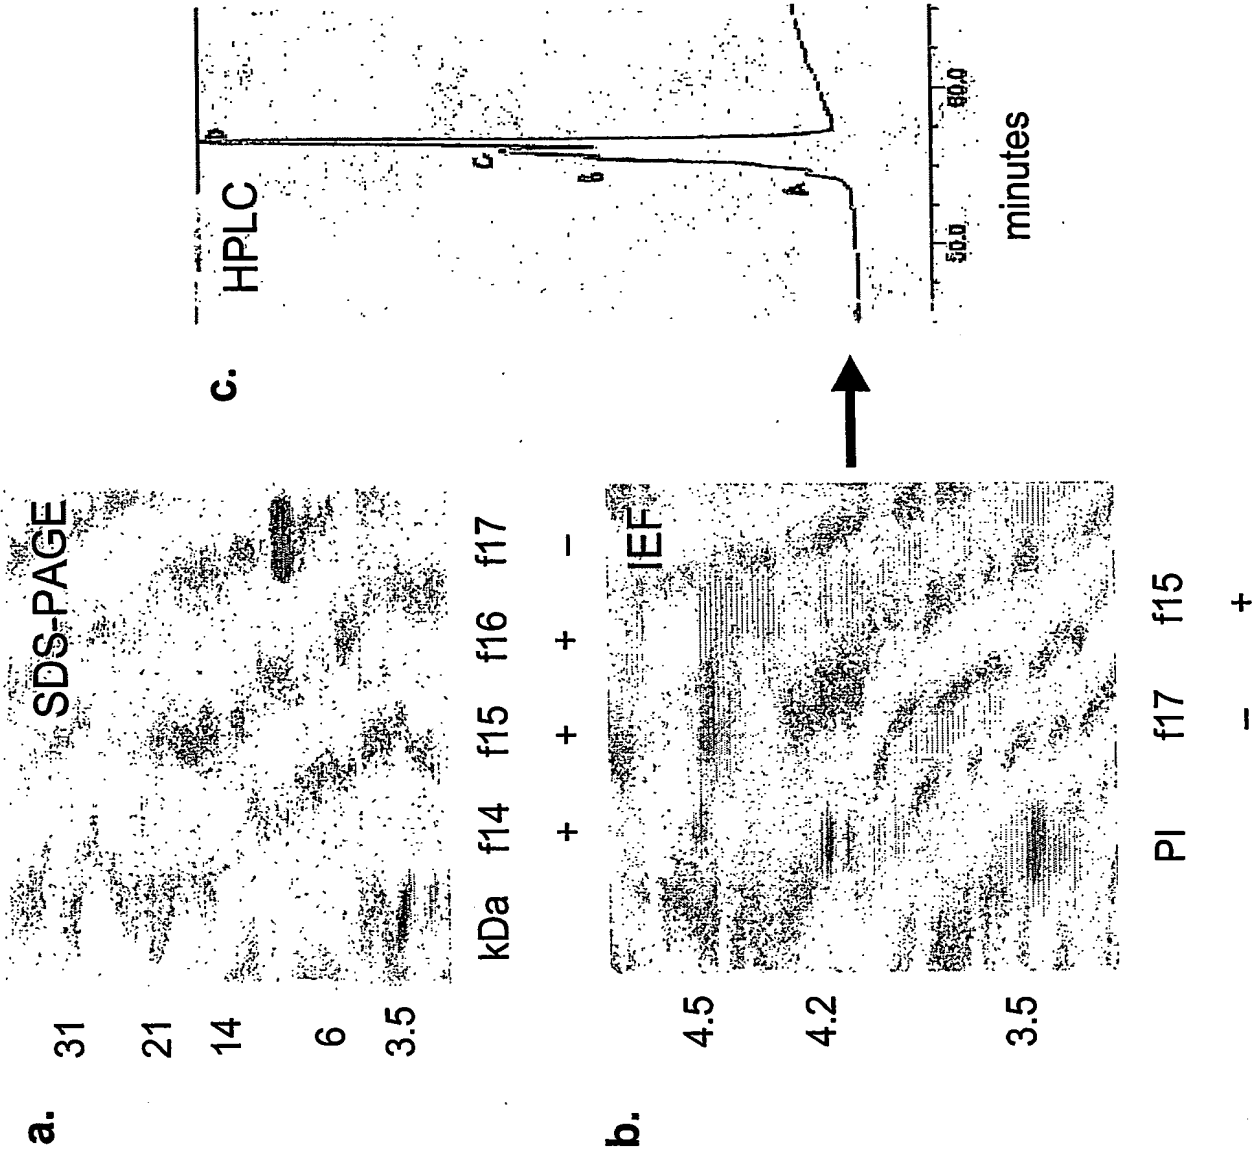 a.
SDS-PAGE
31
21
14
6
3.5
kDa f14 f15 f16 f17
+ + + –
b.
IEF
4.5
4.2
3.5
PI f17 f15
– +
c.
HPLC
D
C
B
A
50.0 60.0
minutes